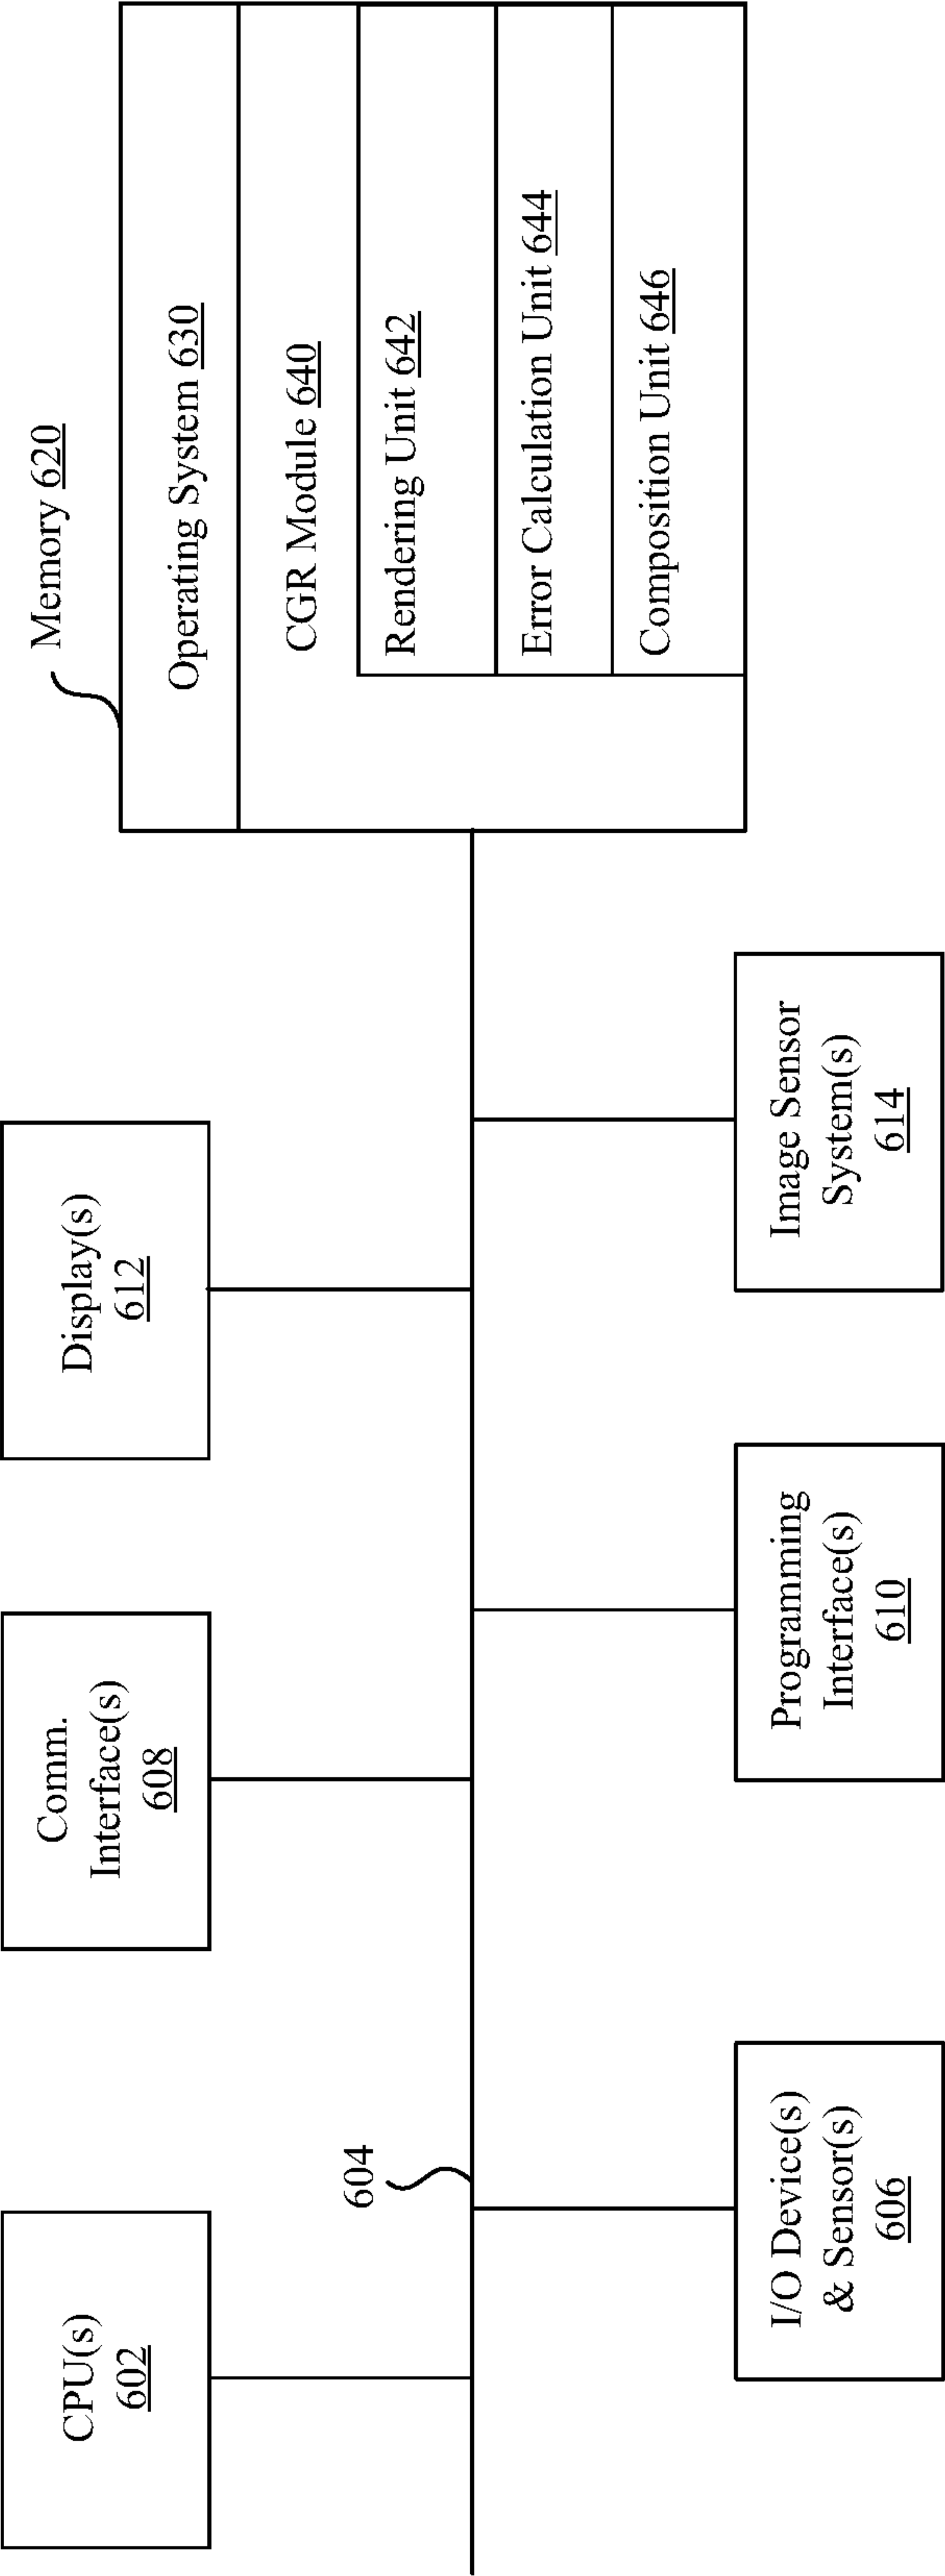 CPU(s)
602
Comm.
Interface(s)
608
Display(s)
612
604
I/O Device(s)
& Sensor(s)
606
Programming
Interface(s)
610
Image Sensor
System(s)
614
Memory 620
Operating System 630
CGR Module 640
Rendering Unit 642
Error Calculation Unit 644
Composition Unit 646